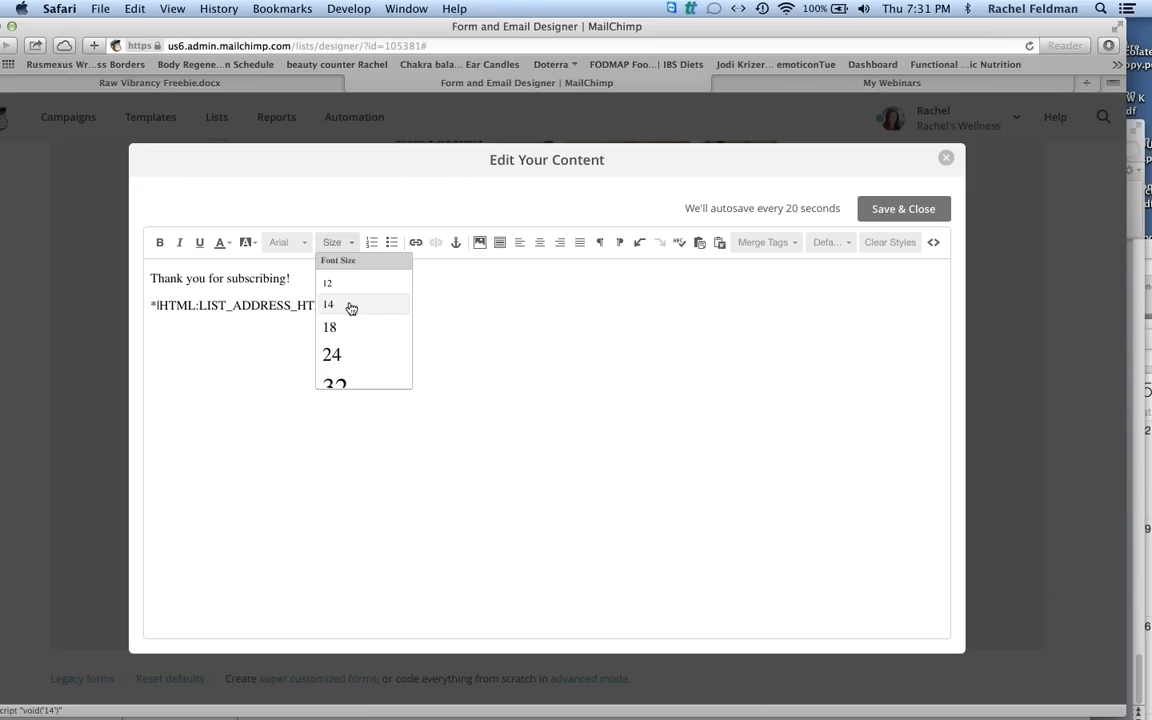 Safari File Edit View History Bookmarks Develop Window Help 100% Thu 7:31 PM Rachel Feldman
Form and Email Designer | MailChimp
https us6.admin.mailchimp.com/lists/designer/?id=105381# Reader
Rusmexus Wr...ss Borders Body Regene...n Schedule beauty counter Rachel Chakra bala... Ear Candles Doterra FODMAP Foo...| IBS Diets Jodi Krizer... emoticonTue Dashboard Functional ...ic Nutrition
Raw Vibrancy Freebie.docx Form and Email Designer | MailChimp My Webinars
Campaigns Templates Lists Reports Automation Rachel Help
Rachel's Wellness
Edit Your Content
We'll autosave every 20 seconds Save & Close
B I U A A Arial Size Merge Tags Defa... Clear Styles
Font Size
Thank you for subscribing!
12
*|HTML:LIST_ADDRESS_HT
14
18
24
32
Legacy forms Reset defaults Create super customized forms, or code everything from scratch in advanced mode.
cript "void('14')"